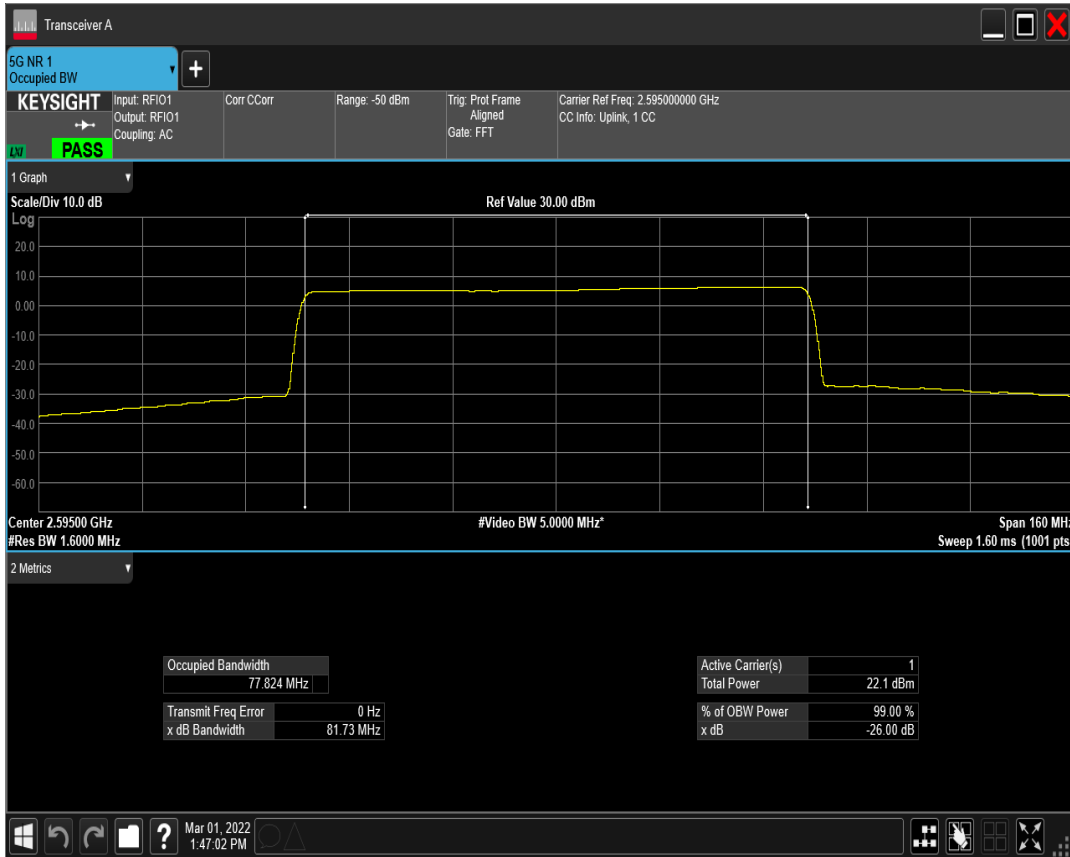 Transceiver A
5G NR 1
Occupied BW
+
KEYSIGHT
LXI
PASS
Input: RFIO1
Output: RFIO1
Coupling: AC
Corr CCorr
Range: -50 dBm
Trig: Prot Frame
Aligned
Gate: FFT
Carrier Ref Freq: 2.595000000 GHz
CC Info: Uplink, 1 CC
1 Graph
Scale/Div 10.0 dB
Ref Value 30.00 dBm
Log
20.0
10.0
0.00
-10.0
-20.0
-30.0
-40.0
-50.0
-60.0
Center 2.59500 GHz
#Video BW 5.0000 MHz*
Span 160 MHz
#Res BW 1.6000 MHz
Sweep 1.60 ms (1001 pts
2 Metrics
Occupied Bandwidth
77.824 MHz
Transmit Freq Error 0 Hz
x dB Bandwidth 81.73 MHz
Active Carrier(s) 1
Total Power 22.1 dBm
% of OBW Power 99.00 %
x dB -26.00 dB
?
Mar 01, 2022
1:47:02 PM